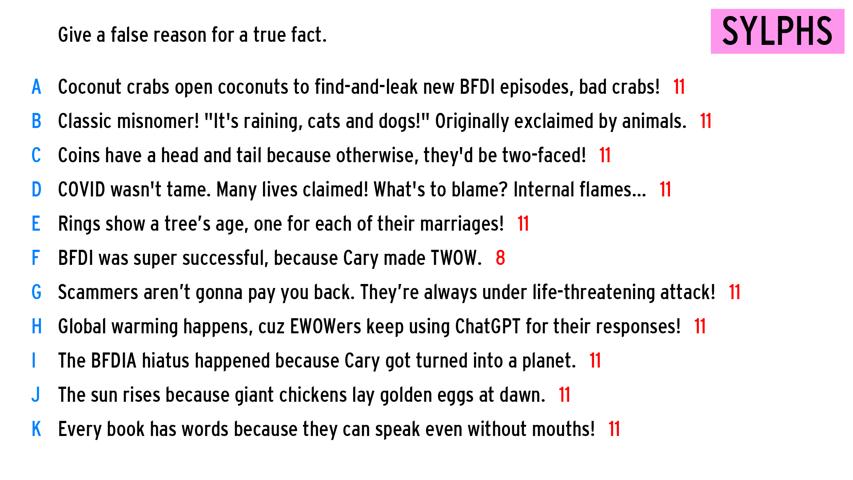 Give a false reason for a true fact.
SYLPHS
A Coconut crabs open coconuts to find-and-leak new BFDI episodes, bad crabs! 11
B Classic misnomer! "It's raining, cats and dogs!" Originally exclaimed by animals. 11
C Coins have a head and tail because otherwise, they'd be two-faced! 11
D COVID wasn't tame. Many lives claimed! What's to blame? Internal flames... 11
E Rings show a tree’s age, one for each of their marriages! 11
F BFDI was super successful, because Cary made TWOW. 8
G Scammers aren’t gonna pay you back. They’re always under life-threatening attack! 11
H Global warming happens, cuz EWOWers keep using ChatGPT for their responses! 11
I The BFDIA hiatus happened because Cary got turned into a planet. 11
J The sun rises because giant chickens lay golden eggs at dawn. 11
K Every book has words because they can speak even without mouths! 11